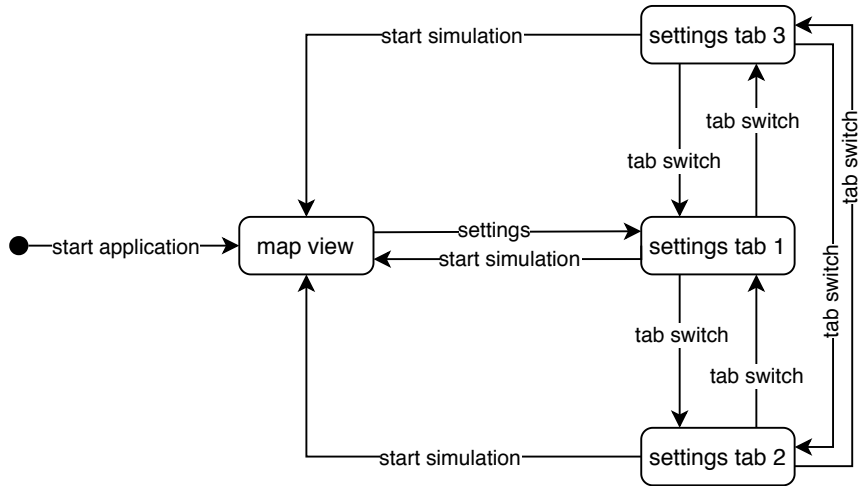 start simulation
settings tab 3
tab switch
tab switch
tab switch
tab switch
start application
map view
settings
start simulation
settings tab 1
tab switch
tab switch
start simulation
settings tab 2